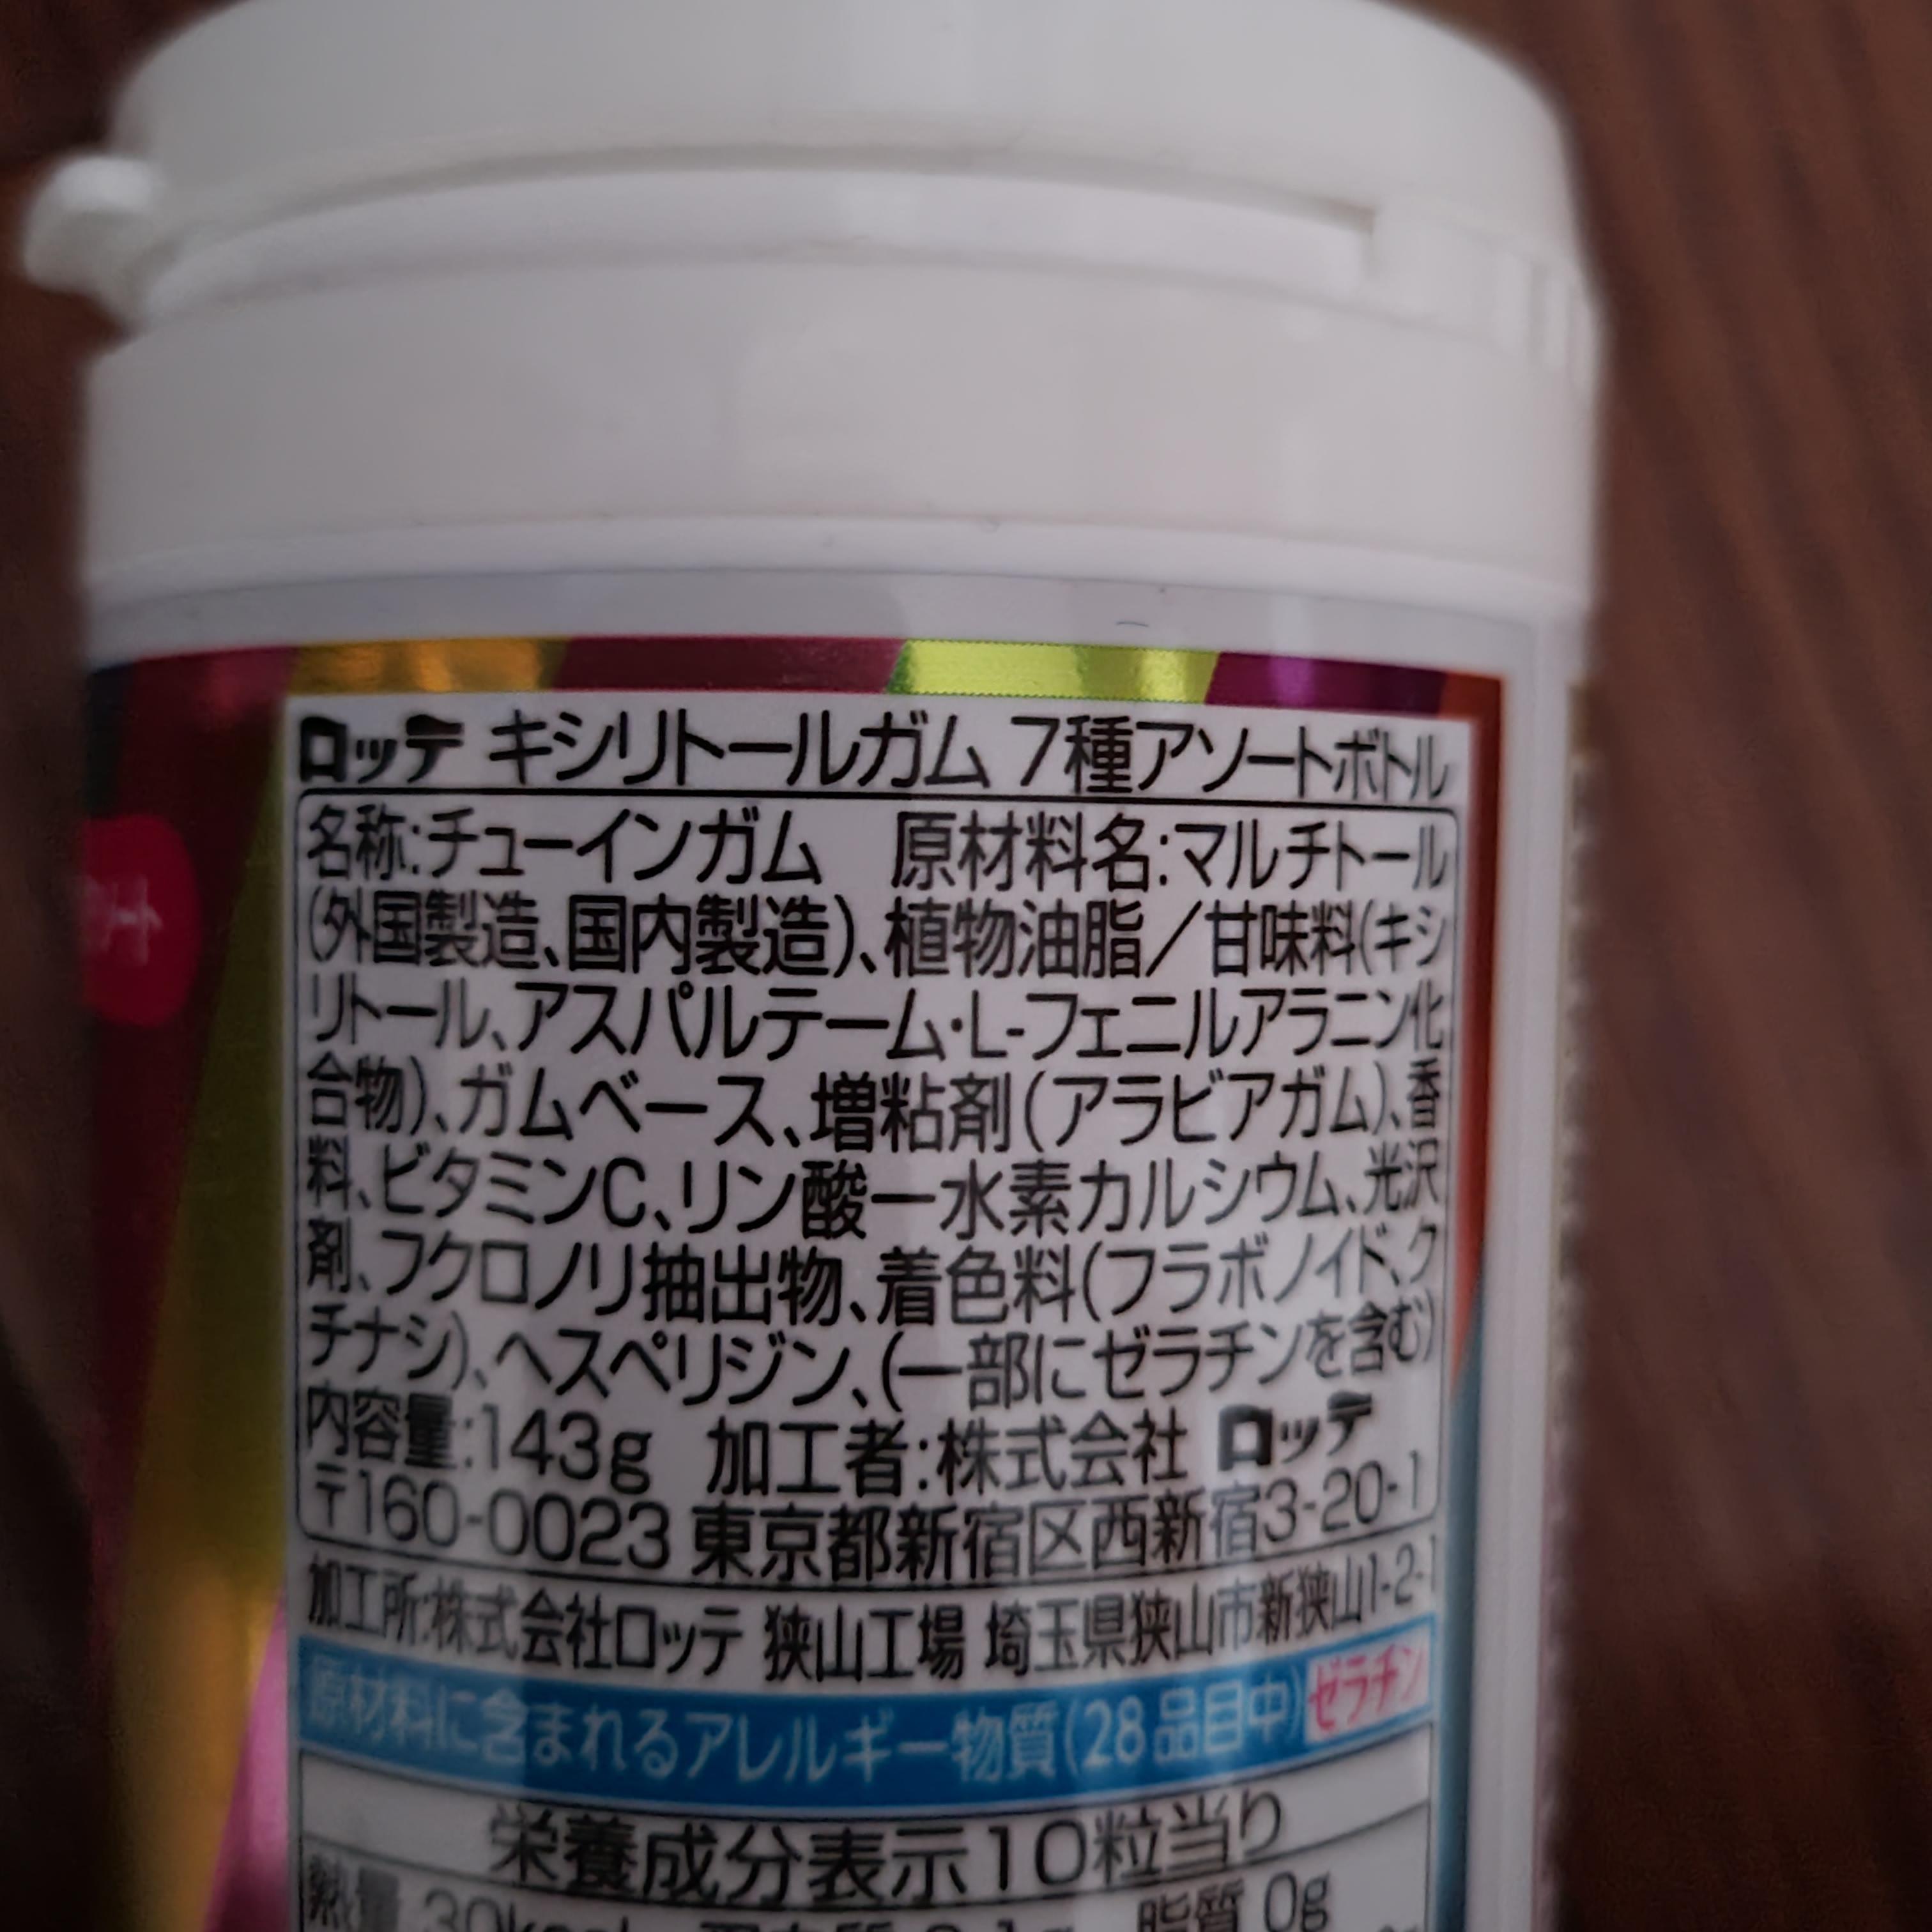 ロッテ キシリトールガム 7種アソートボトル
名称:チューインガム 原材料名:マルチトール
(外国製造、国内製造)、植物油脂/甘味料(キシ
リトール、アスパルテーム・L-フェニルアラニン化
合物)、ガムベース、増粘剤(アラビアガム)、香
料、ビタミンC、リン酸一水素カルシウム、光沢
剤、フクロノリ抽出物、着色料(フラボノイド、ク
チナシ)、ヘスペリジン、(一部にゼラチンを含む)
内容量:143g 加工者:株式会社 ロッテ
〒160-0023 東京都新宿区西新宿3-20-1
加工所:株式会社ロッテ 狭山工場 埼玉県狭山市新狭山1-2-1
原材料に含まれるアレルギー物質(28品目中) ゼラチン
栄養成分表示10粒当り
熱量 30kcal 脂質 0g